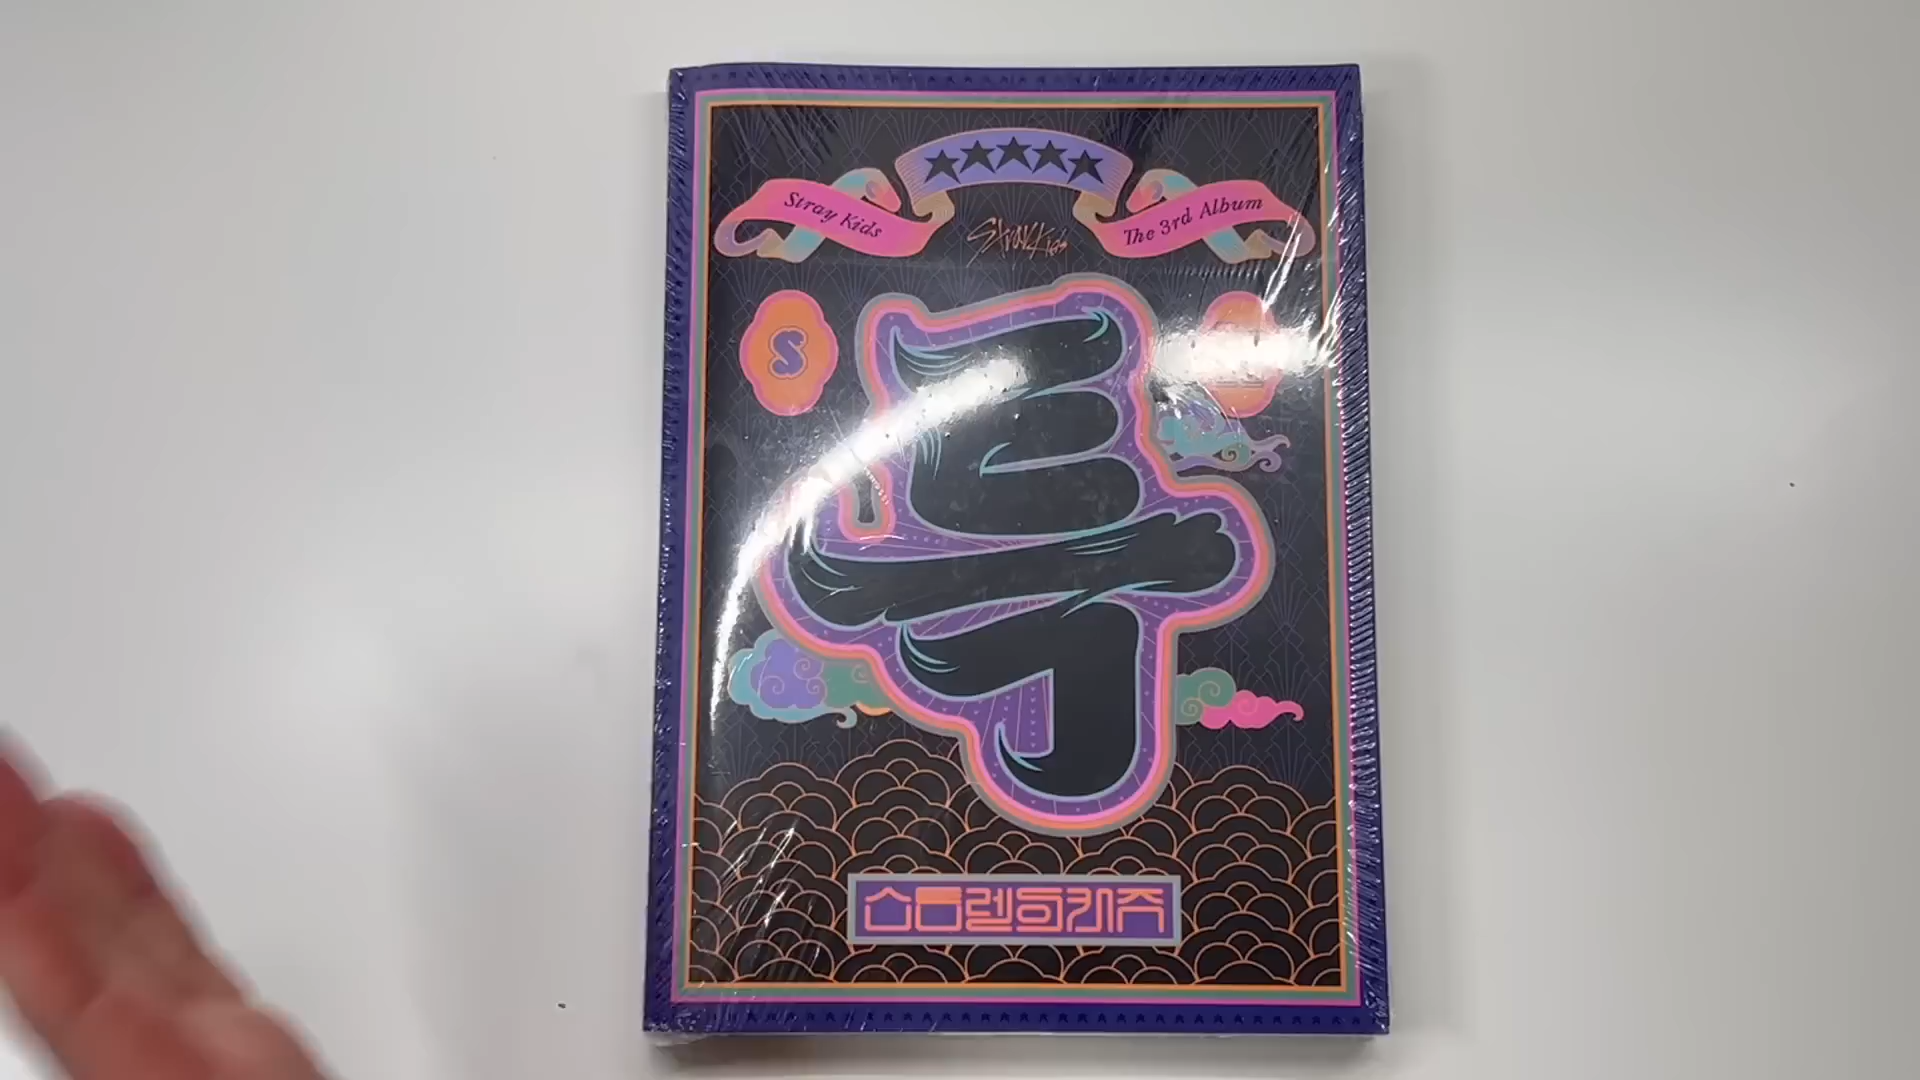 ★★★★★
Stray Kids
The 3rd Album
Stray Kids
S
특
스트레이키즈